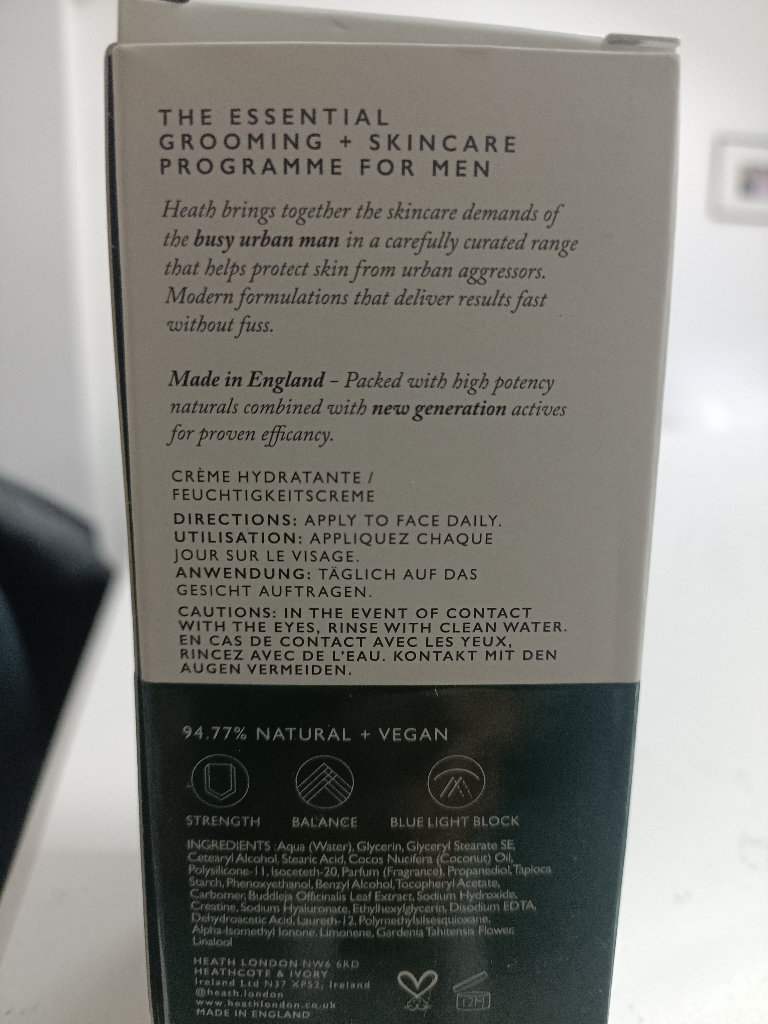 THE ESSENTIAL
GROOMING + SKINCARE
PROGRAMME FOR MEN
Heath brings together the skincare demands of
the busy urban man in a carefully curated range
that helps protect skin from urban aggressors.
Modern formulations that deliver results fast
without fuss.
Made in England - Packed with high potency
naturals combined with new generation actives
for proven efficancy.
CRÈME HYDRATANTE /
FEUCHTIGKEITSCREME
DIRECTIONS: APPLY TO FACE DAILY.
UTILISATION: APPLIQUEZ CHAQUE
JOUR SUR LE VISAGE.
ANWENDUNG: TÄGLICH AUF DAS
GESICHT AUFTRAGEN.
CAUTIONS: IN THE EVENT OF CONTACT
WITH THE EYES, RINSE WITH CLEAN WATER.
EN CAS DE CONTACT AVEC LES YEUX,
RINCEZ AVEC DE L'EAU. KONTAKT MIT DEN
AUGEN VERMEIDEN.
94.77% NATURAL + VEGAN
STRENGTH BALANCE BLUE LIGHT BLOCK
INGREDIENTS :Aqua (Water), Glycerin, Glyceryl Stearate SE,
Cetearyl Alcohol, Stearic Acid, Cocos Nucifera (Coconut) Oil,
Polysilicone-11, Isoceteth-20, Parfum (Fragrance), Propanediol, Tapioca
Starch, Phenoxyethanol, Benzyl Alcohol, Tocopheryl Acetate,
Carbomer, Buddleja Officinalis Leaf Extract, Sodium Hydroxide,
Creatine, Sodium Hyaluronate, Ethylhexylglycerin, Disodium EDTA,
Dehydroacetic Acid, Laureth-12, Polymethylsilsesquioxane,
Alpha-Isomethyl Ionone, Limonene, Gardenia Tahitensis Flower,
Linalool
HEATH LONDON NW6 6RD
HEATHCOTE & IVORY
Ireland Ltd N37 XP52, Ireland
@heath.london
www.heathlondon.co.uk
MADE IN ENGLAND
12M